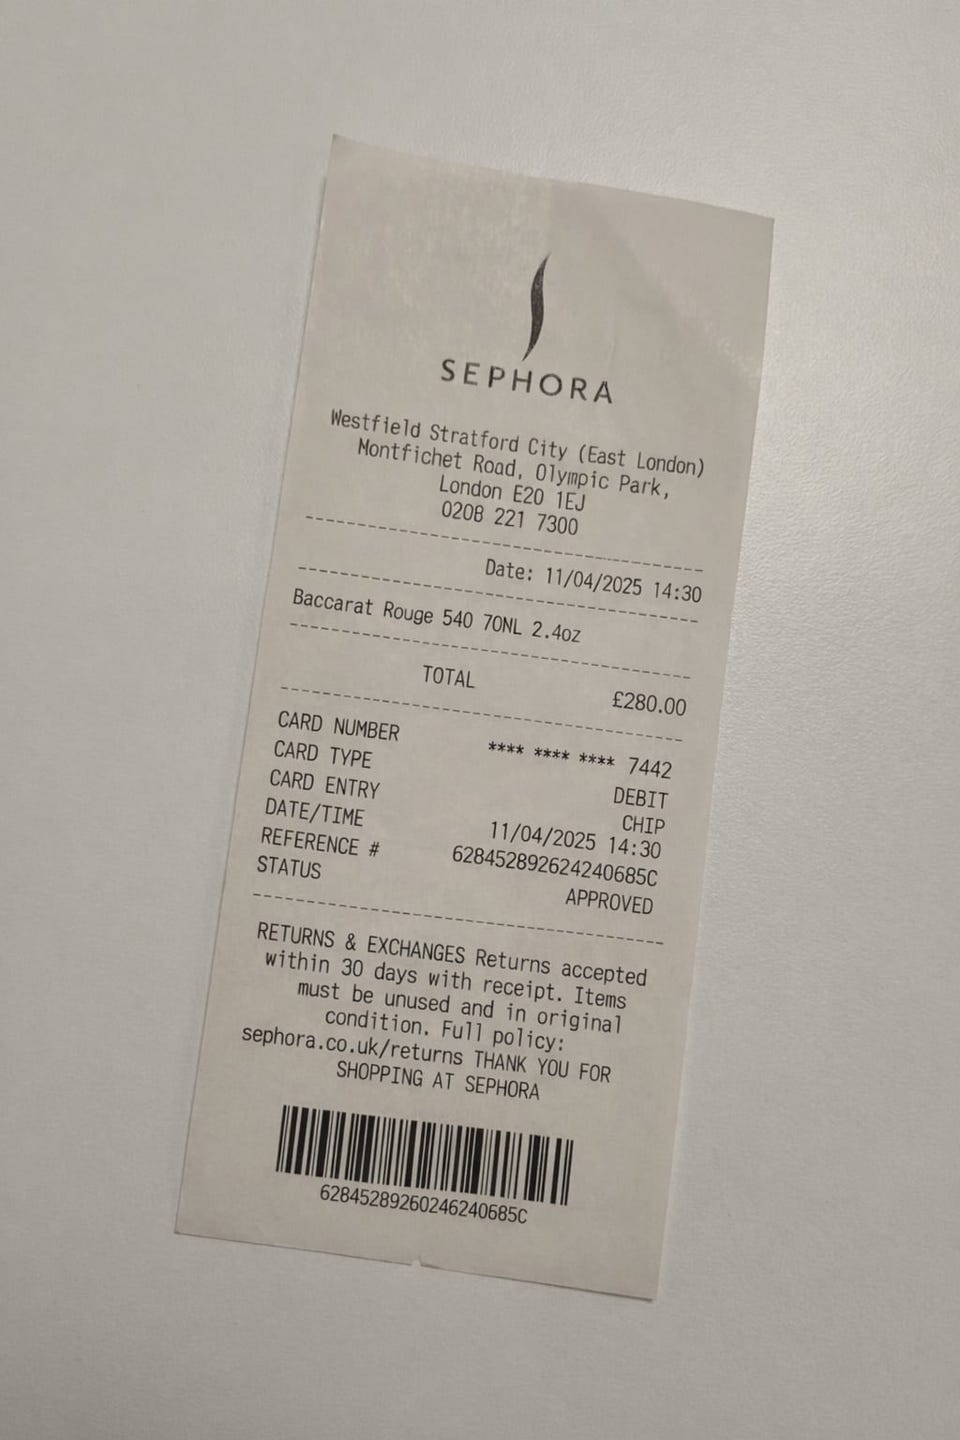 SEPHORA
Westfield Stratford City (East London)
Montfichet Road, Olympic Park,
London E20 1EJ
0208 221 7300
Date: 11/04/2025 14:30
Baccarat Rouge 540 70NL 2.4oz
TOTAL £280.00
CARD NUMBER **** **** **** 7442
CARD TYPE DEBIT
CARD ENTRY CHIP
DATE/TIME 11/04/2025 14:30
REFERENCE # 628452892624240685C
STATUS APPROVED
RETURNS & EXCHANGES Returns accepted
within 30 days with receipt. Items
must be unused and in original
condition. Full policy:
sephora.co.uk/returns THANK YOU FOR
SHOPPING AT SEPHORA
62845289260246240685C